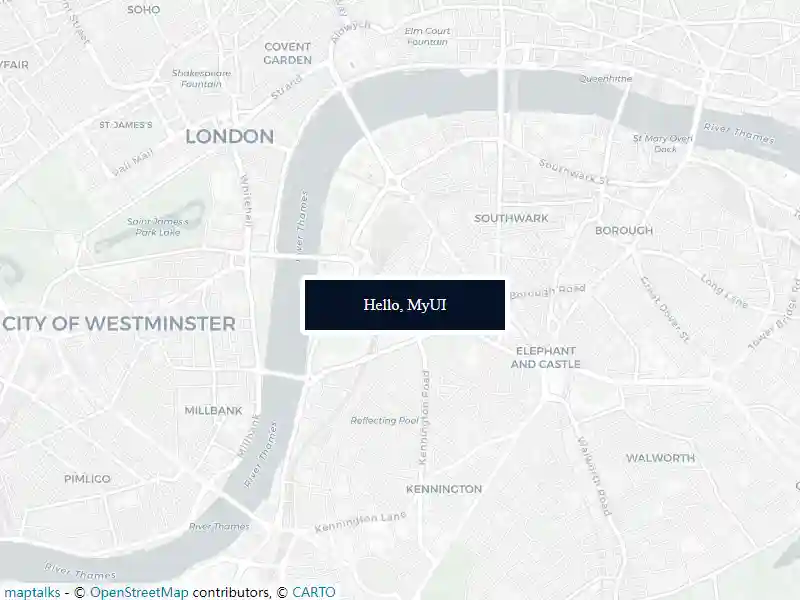 SOHO
Elm Court
Fountain
Aldwych
COVENT
GARDEN
Shakespeare
Fountain
Strand
Queenhithe
ST JAMES'S
LONDON
River Thames
St Mary Overi
Dock
Pall Mall
Southwark St
Whitehall
River Thames
SOUTHWARK
BOROUGH
Saint James's
Park Lake
Borough Road
Long Lane
Great Dover St
Tower Bridge Rd
Hello, MyUI
CITY OF WESTMINSTER
ELEPHANT
AND CASTLE
Kennington Road
MILLBANK
Millbank
Reflecting Pool
River Thames
Walworth Road
WALWORTH
PIMLICO
KENNINGTON
River Thames
Kennington Lane
River Thames
maptalks - © OpenStreetMap contributors, © CARTO